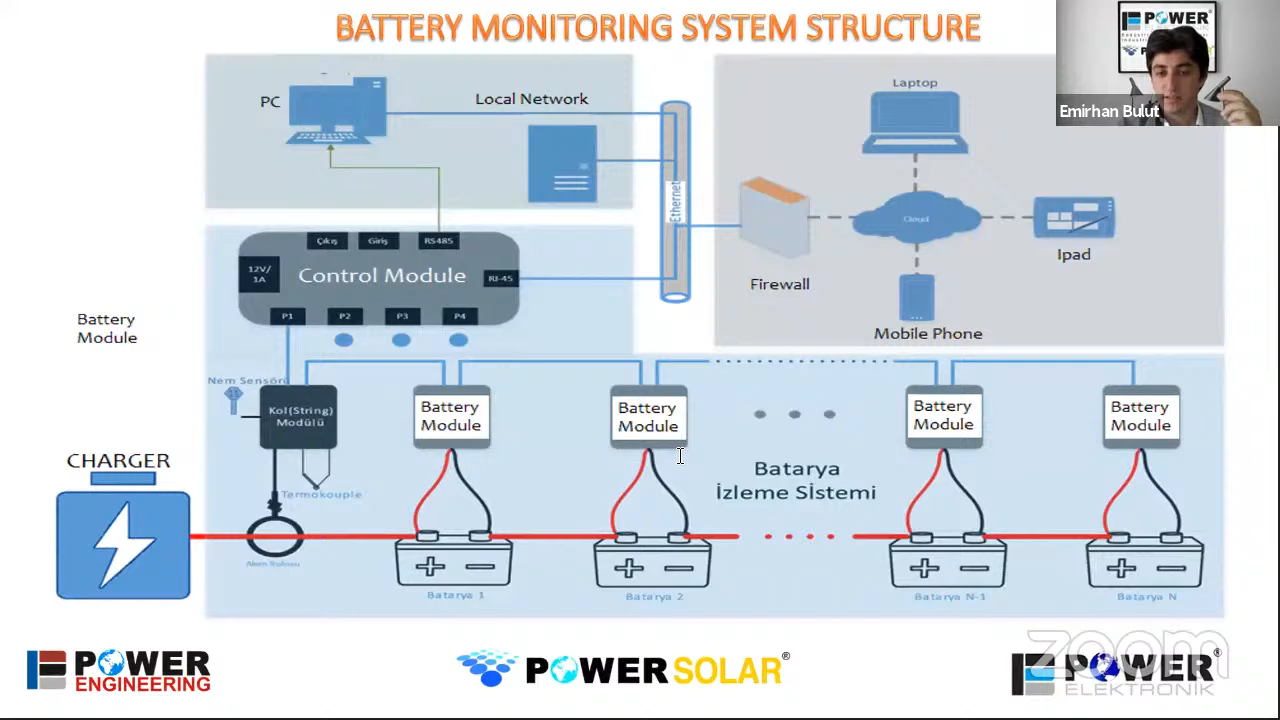 BATTERY MONITORING SYSTEM STRUCTURE
POWER
Emirhan Bulut
PC
Local Network
Laptop
Ethernet
Cloud
Ipad
Firewall
Mobile Phone
Çıkış
Giriş
RS485
12V/
1A
Control Module
RJ-45
P1
P2
P3
P4
Battery
Module
Nem Sensörü
Kol(String)
Modülü
Battery
Module
Battery
Module
Battery
Module
Battery
Module
CHARGER
Termokouple
Batarya
İzleme Sistemi
Batarya 1
Batarya 2
Batarya N-1
Batarya N
POWER
ENGINEERING
POWER SOLAR®
POWER®
ELEKTRONİK
zoom